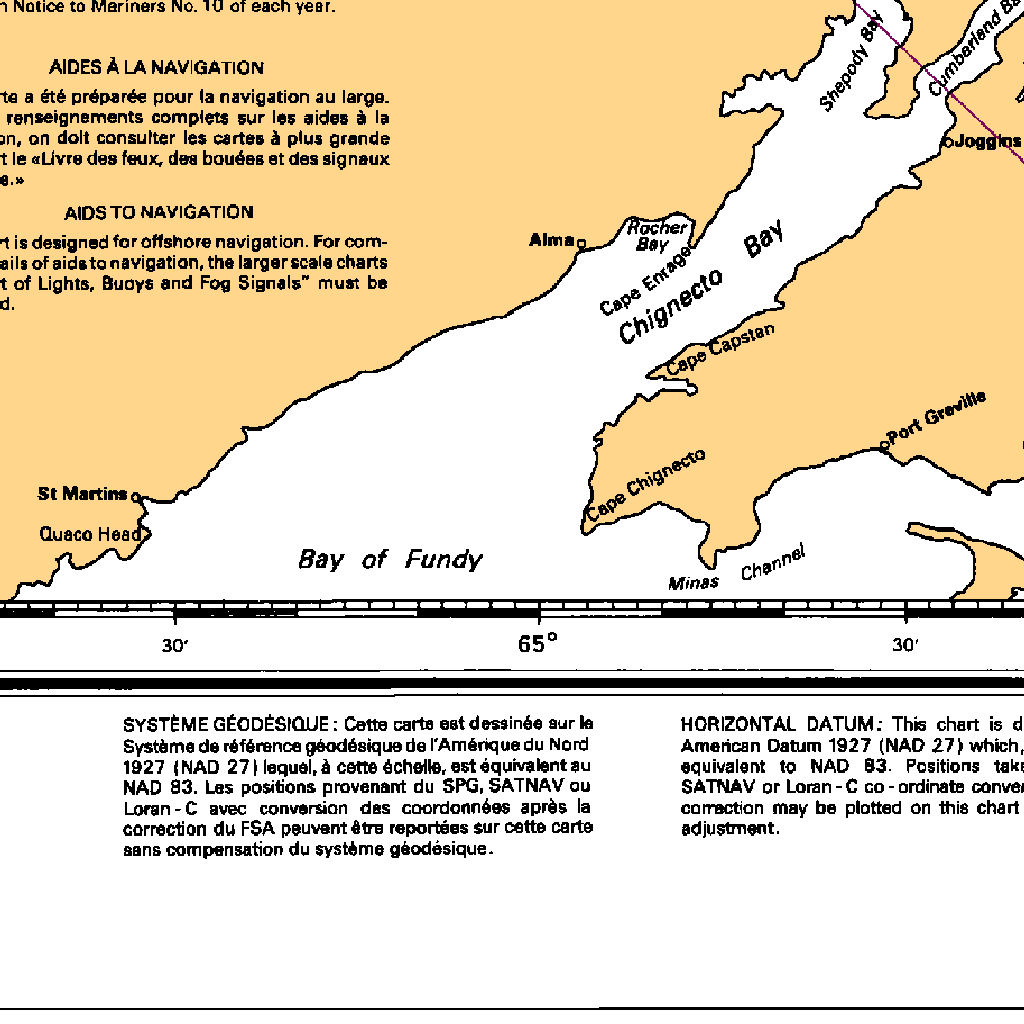 n Notice to Mariners No. 10 of each year.
AIDES À LA NAVIGATION
rte a été préparée pour la navigation au large.
renseignements complets sur les aides à la
on, on doit consulter les cartes à plus grande
t le «Livre des feux, des bouées et des signaux
e.»
AIDS TO NAVIGATION
rt is designed for offshore navigation. For com-
ails of aids to navigation, the larger scale charts
t of Lights, Buoys and Fog Signals" must be
d.
Shepody Bay
Cumberland Ba
Joggins
Alma
Rocher
Bay
Cape Enrage
Chignecto Bay
Cape Capstan
Port Greville
Cape Chignecto
St Martins
Quaco Head
Bay of Fundy
Minas Channel
30′
65°
30′
SYSTÈME GÉODÉSIQUE : Cette carte est dessinée sur le
Système de référence géodésique de l'Amérique du Nord
1927 (NAD 27) lequel, à cette échelle, est équivalent au
NAD 83. Les positions provenant du SPG, SATNAV ou
Loran-C avec conversion des coordonnées après la
correction du FSA peuvent être reportées sur cette carte
sans compensation du système géodésique.
HORIZONTAL DATUM: This chart is d
American Datum 1927 (NAD 27) which,
equivalent to NAD 83. Positions take
SATNAV or Loran-C co-ordinate conve
correction may be plotted on this chart
adjustment.